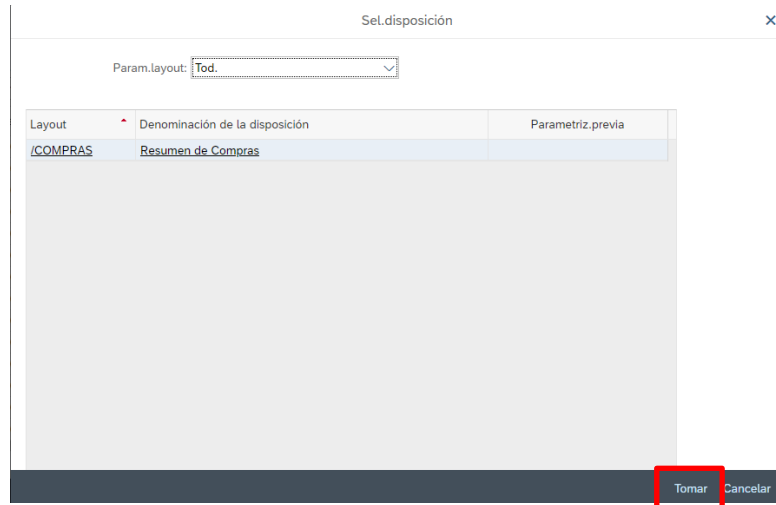 Sel.disposición
Param.layout: Tod.
Layout Denominación de la disposición Parametriz.previa
/COMPRAS Resumen de Compras
Tomar Cancelar